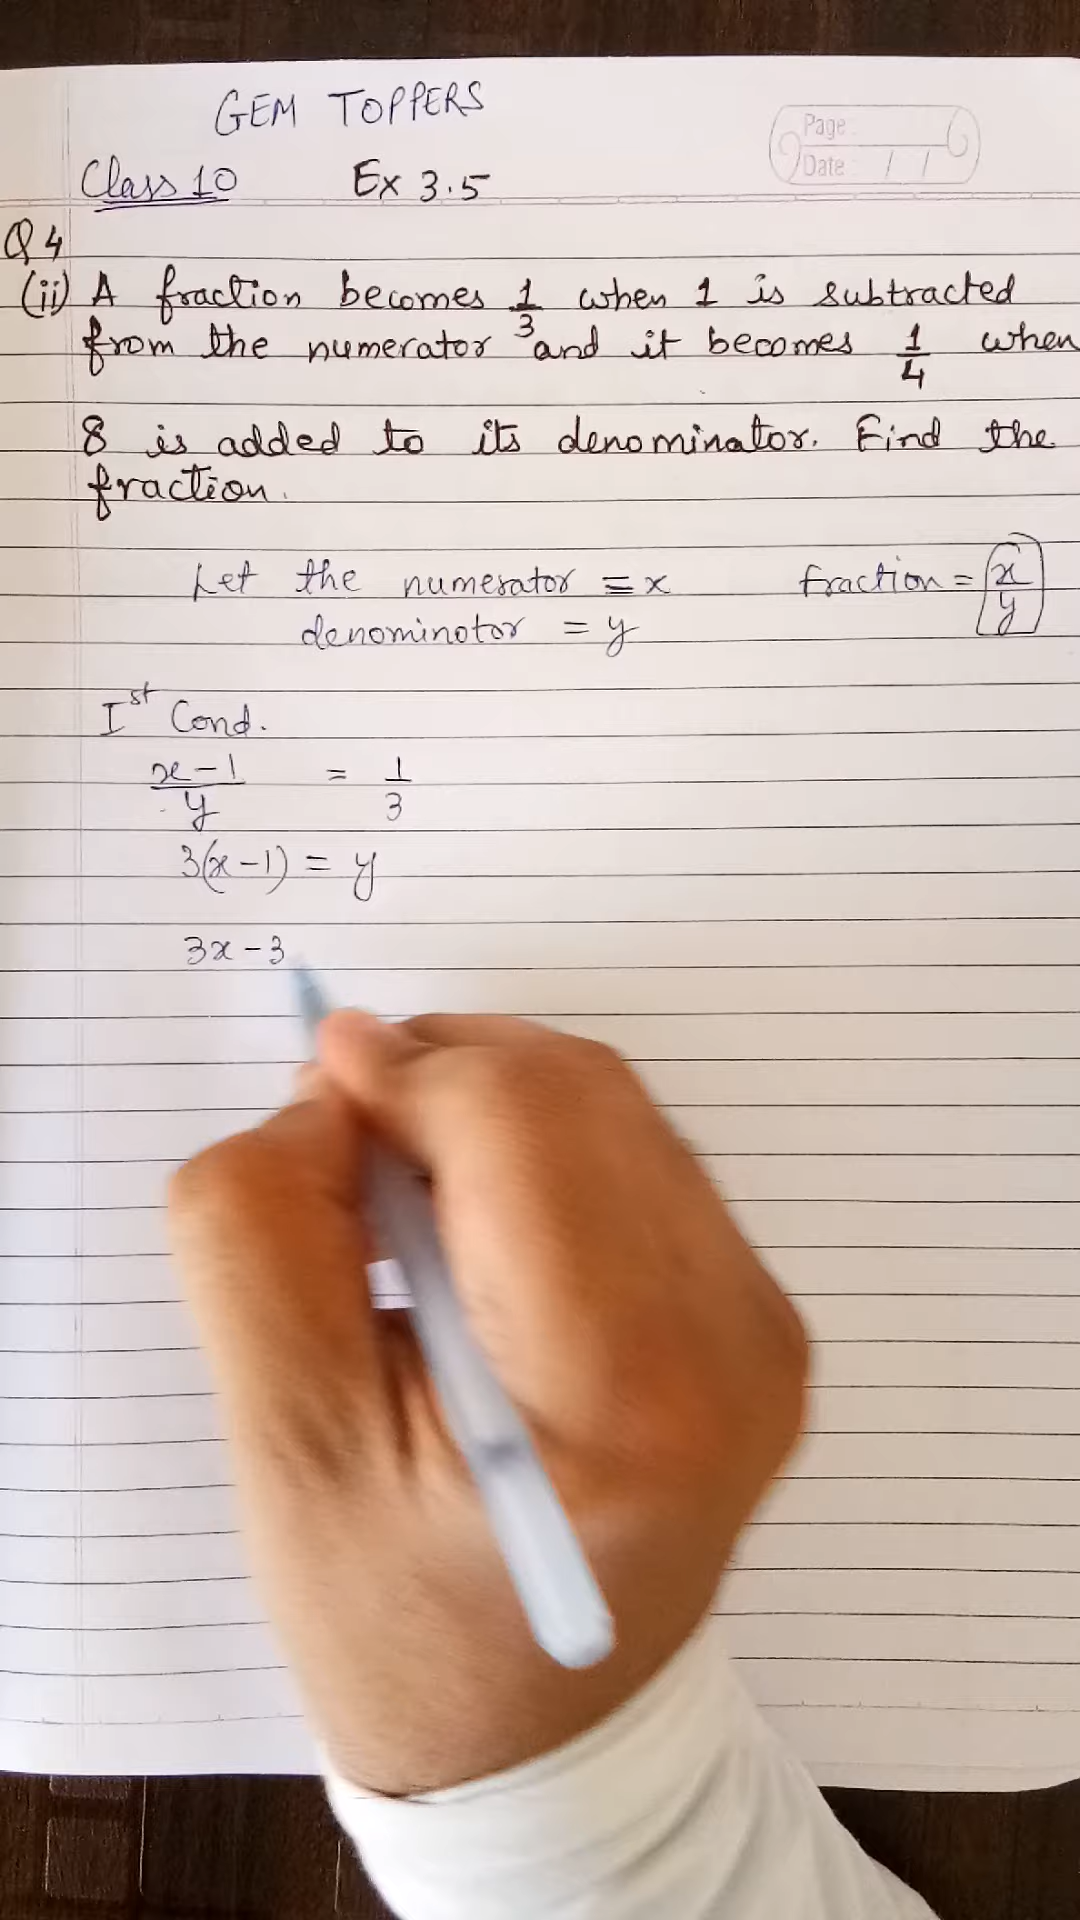 GEM TOPPERS
Page:
Date: / /
Class 10 Ex 3.5
Q4
(ii) A fraction becomes 1/3 when 1 is subtracted
from the numerator and it becomes 1/4 when
8 is added to its denominator. Find the
fraction.
Let the numerator = x fraction = x/y
denominotor = y
Ist Cond.
x-1/y = 1/3
3(x-1) = y
3x-3